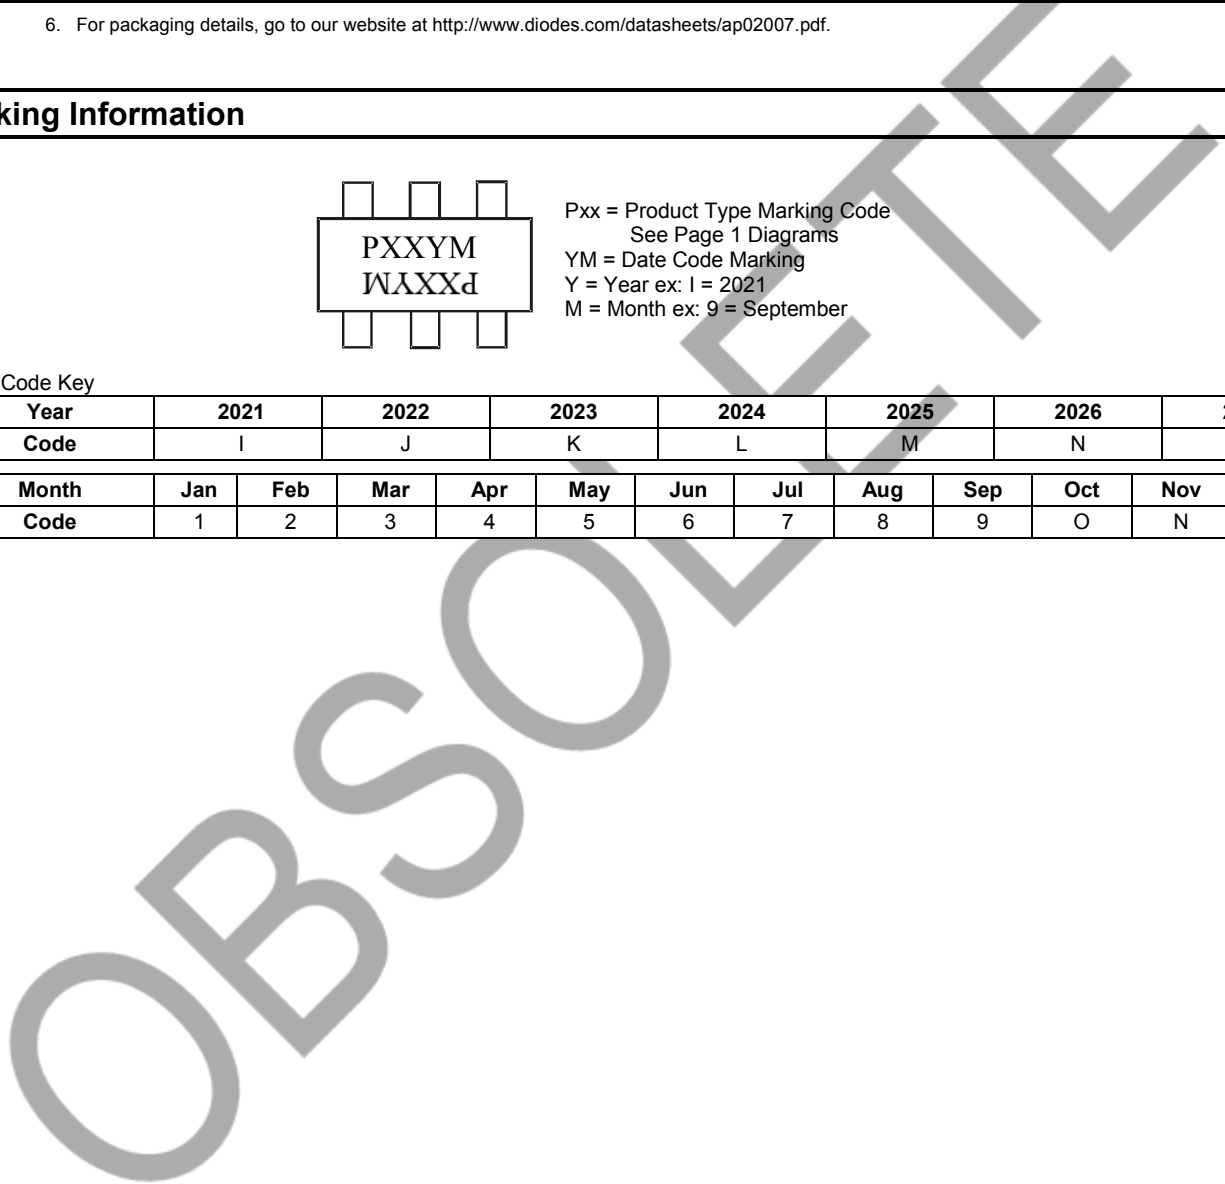 6. For packaging details, go to our website at http://www.diodes.com/datasheets/ap02007.pdf.
king Information
PXXYM
PXXYM
Pxx = Product Type Marking Code
See Page 1 Diagrams
YM = Date Code Marking
Y = Year ex: I = 2021
M = Month ex: 9 = September
Code Key
Year 2021 2022 2023 2024 2025 2026
Code I J K L M N
Month Jan Feb Mar Apr May Jun Jul Aug Sep Oct Nov
Code 1 2 3 4 5 6 7 8 9 O N
OBSOLETE